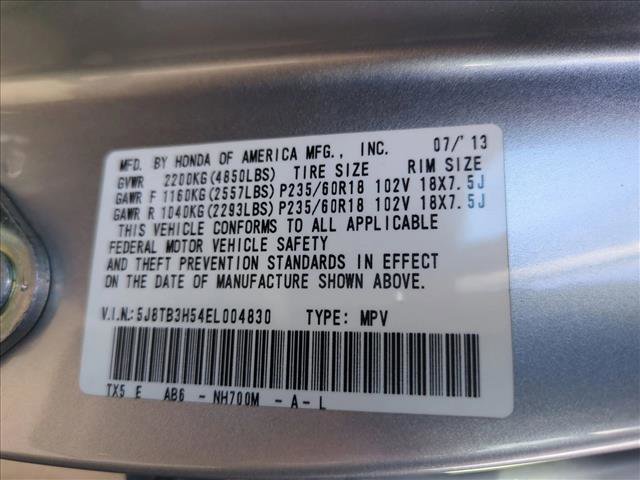 MFD. BY HONDA OF AMERICA MFG., INC. 07/'13
GVWR 2200KG(4850LBS) TIRE SIZE RIM SIZE
GAWR F 1160KG(2557LBS) P235/60R18 102V 18X7.5J
GAWR R 1040KG(2293LBS) P235/60R18 102V 18X7.5J
THIS VEHICLE CONFORMS TO ALL APPLICABLE
FEDERAL MOTOR VEHICLE SAFETY
AND THEFT PREVENTION STANDARDS IN EFFECT
ON THE DATE OF MANUFACTURE SHOWN ABOVE.
V.I.N.:5J8TB3H54EL004830 TYPE: MPV
TX5 E AB6 - NH700M - A - L